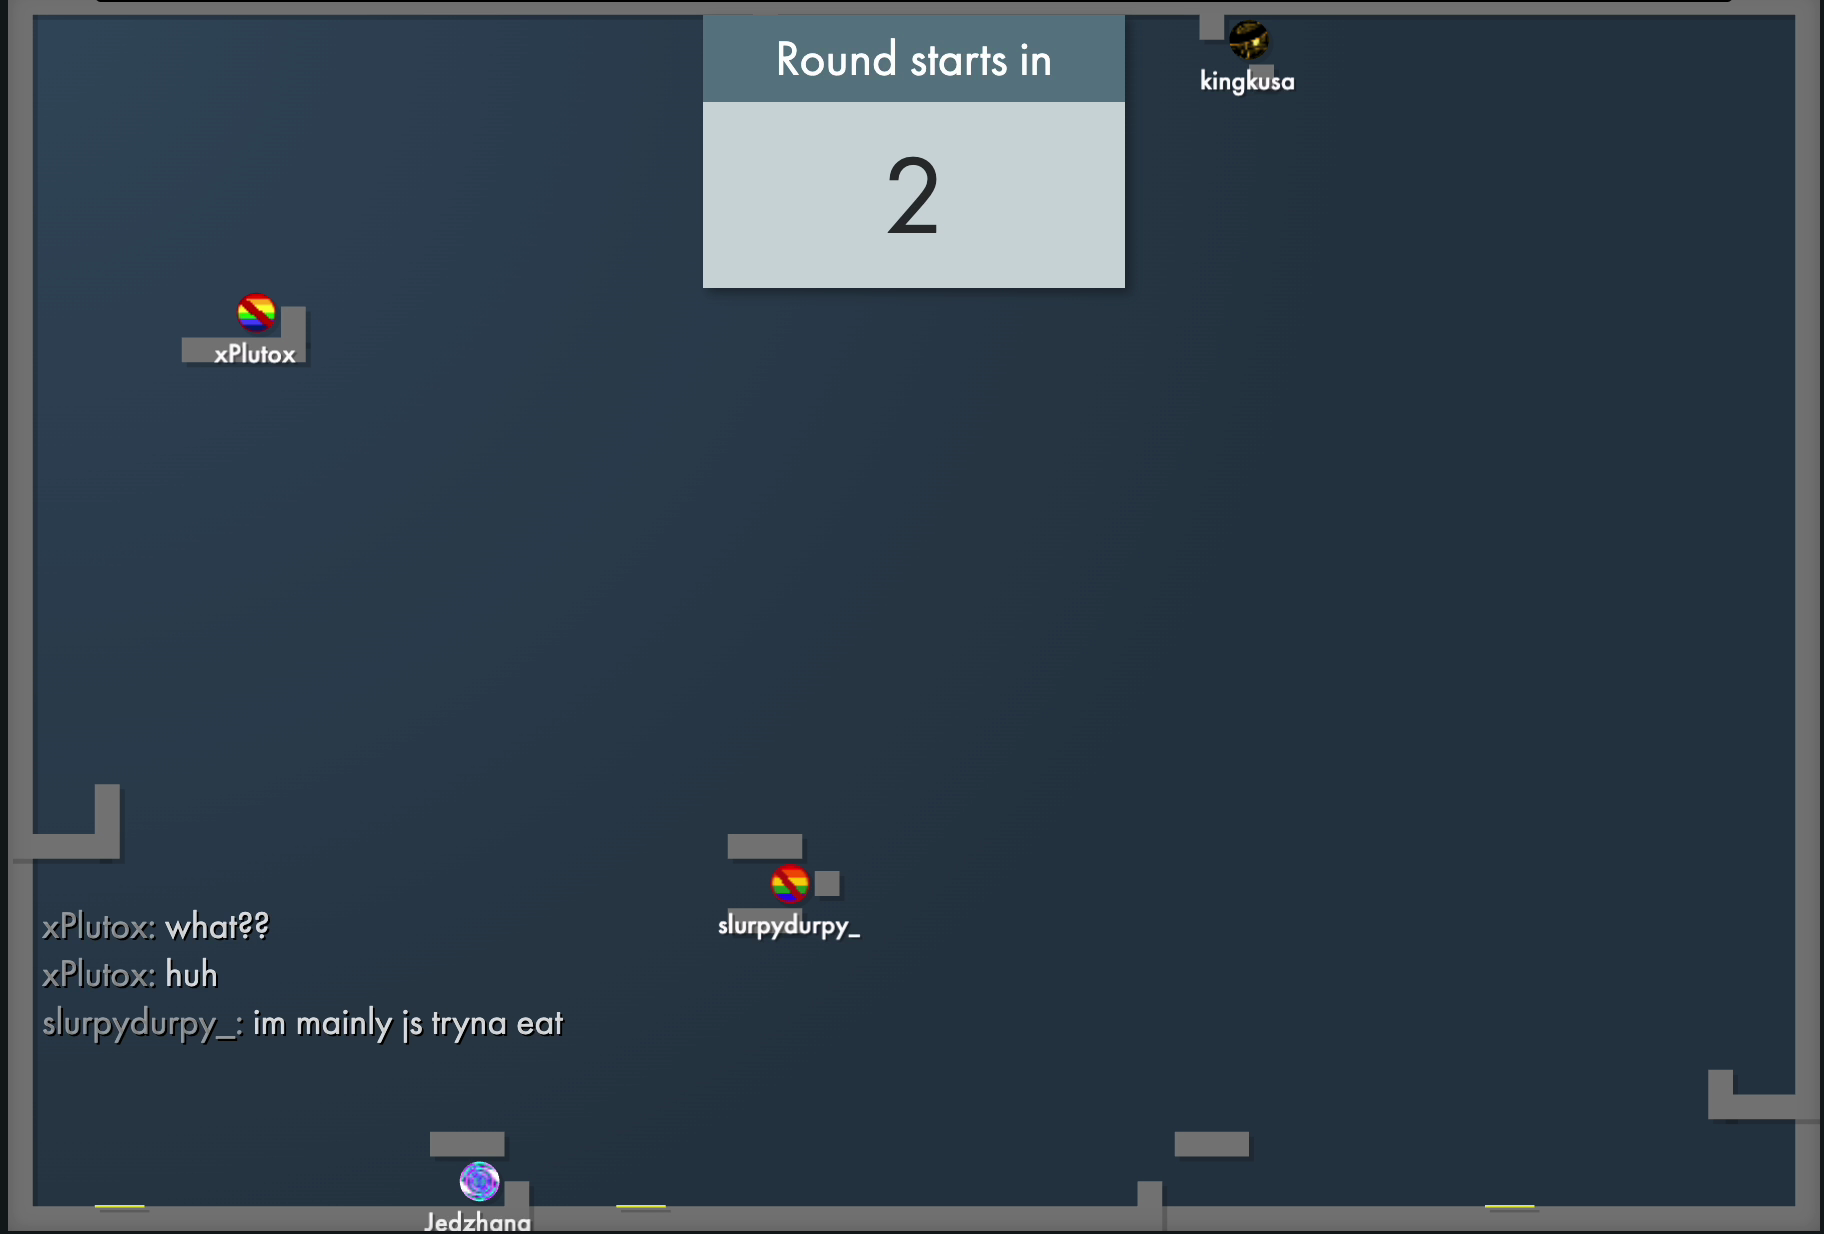 Round starts in
2
kingkusa
xPlutox
slurpydurpy_
xPlutox: what??
xPlutox: huh
slurpydurpy_: im mainly js tryna eat
Jedzhang